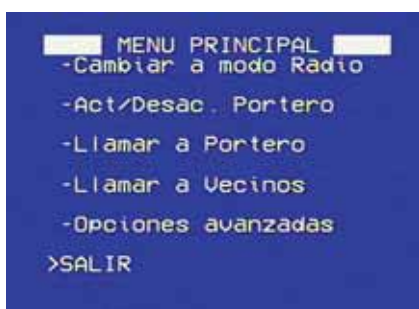 MENU PRINCIPAL
-Cambiar a modo Radio
-Act/Desac. Portero
-Llamar a Portero
-Llamar a Vecinos
-Opciones avanzadas
>SALIR